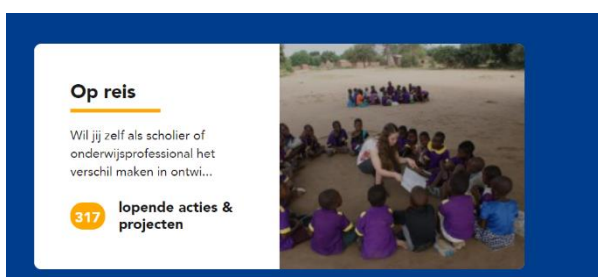 Op reis
Wil jij zelf als scholier of
onderwijsprofessional het
verschil maken in ontwi...
317
lopende acties &
projecten